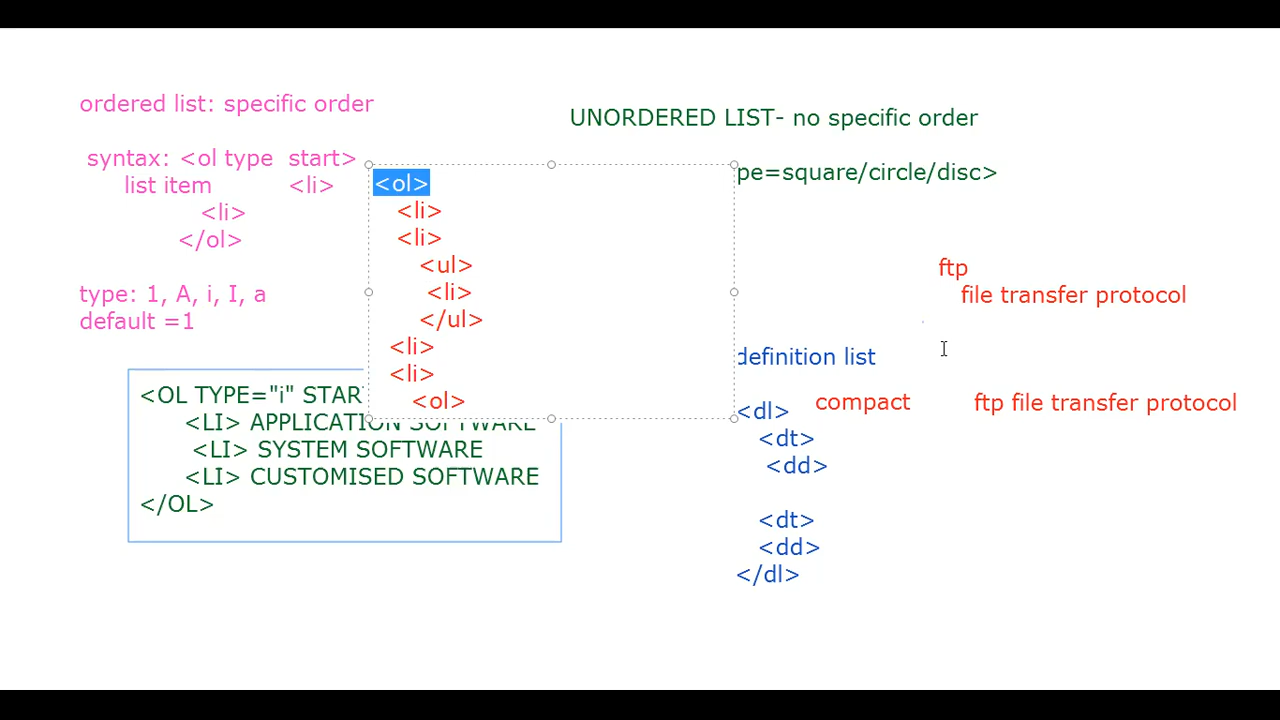 ordered list: specific order
syntax: <ol type  start>
list item <li>
<li>
</ol>
type: 1, A, i, I, a
default =1
<OL TYPE="i" STAR
<LI> APPLICATION SOFTWARE
<LI> SYSTEM SOFTWARE
<LI> CUSTOMISED SOFTWARE
</OL>
<ol>
<li>
<li>
<ul>
<li>
</ul>
<li>
<li>
<ol>
UNORDERED LIST- no specific order
pe=square/circle/disc>
ftp
file transfer protocol
definition list
<dl> compact ftp file transfer protocol
<dt>
<dd>
<dt>
<dd>
</dl>